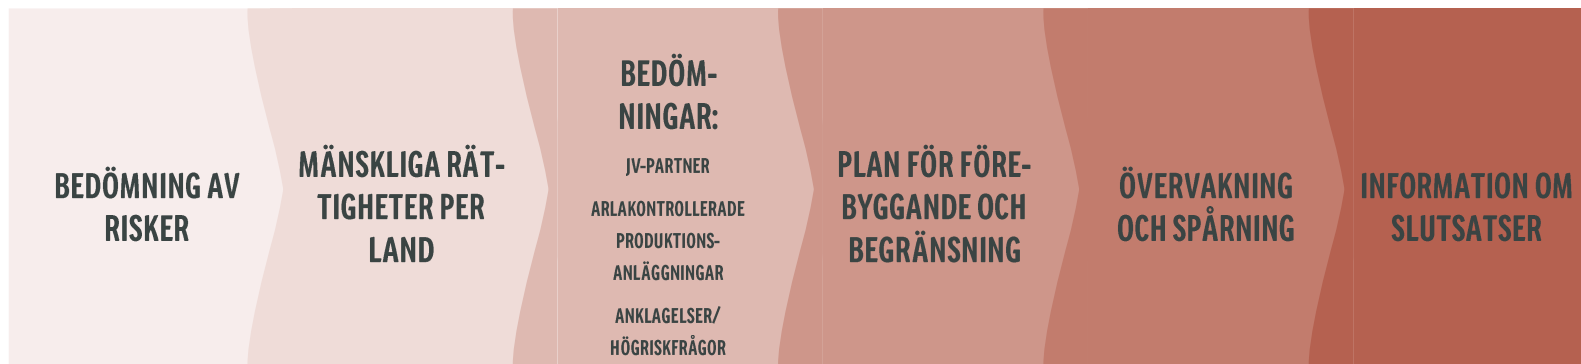 BEDÖMNING AV
RISKER
MÄNSKLIGA RÄT-
TIGHETER PER
LAND
BEDÖM-
NINGAR:
JV-PARTNER
ARLAKONTROLLERADE
PRODUKTIONS-
ANLÄGGNINGAR
ANKLAGELSER/
HÖGRISKFRÅGOR
PLAN FÖR FÖRE-
BYGGANDE OCH
BEGRÄNSNING
ÖVERVAKNING
OCH SPÅRNING
INFORMATION OM
SLUTSATSER